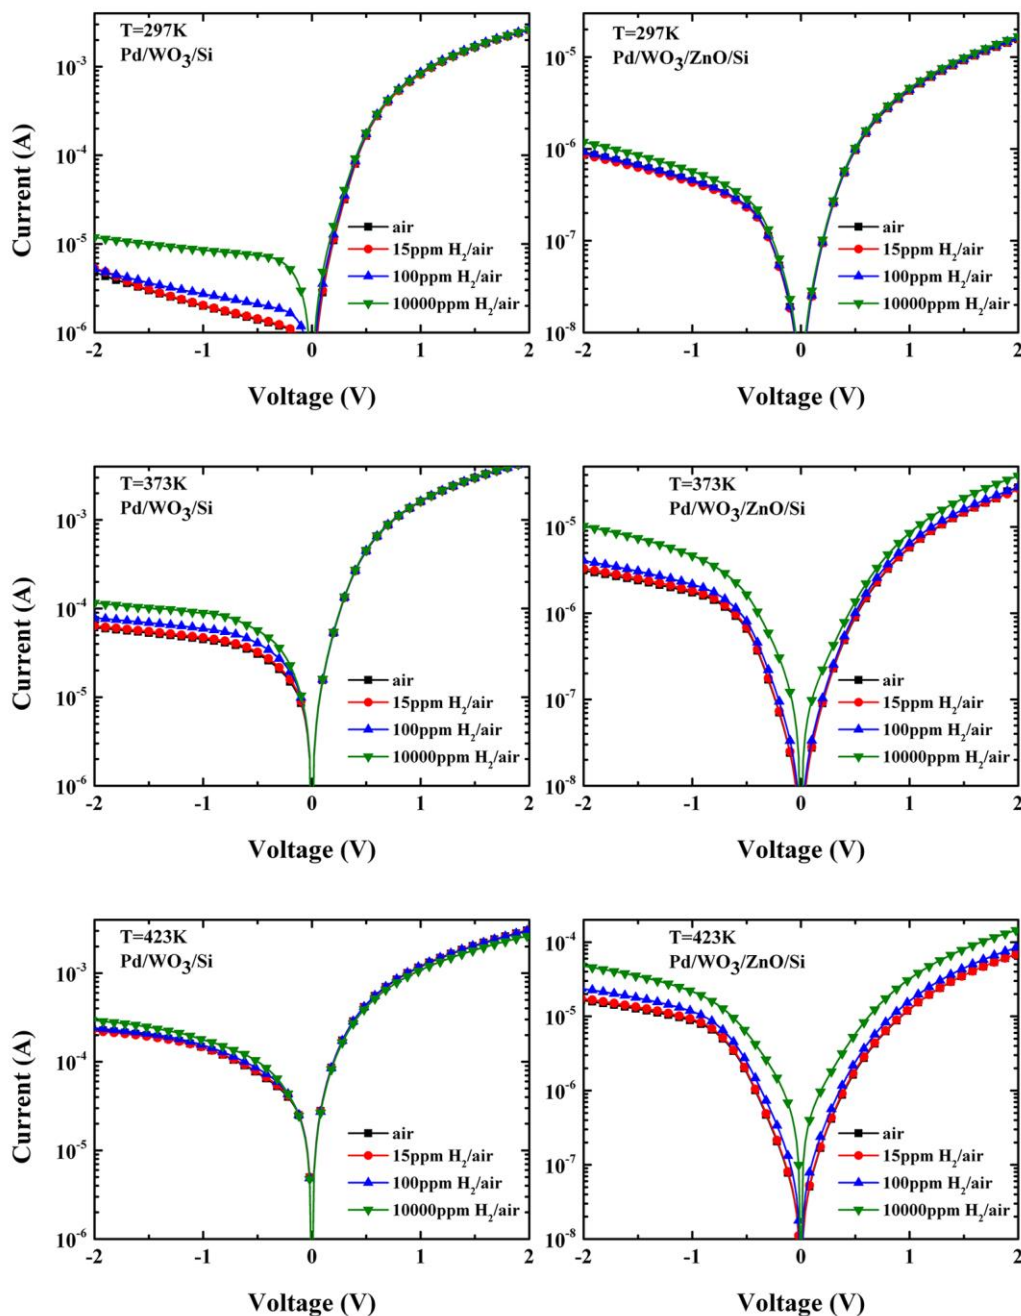 T=297K
Pd/WO₃/Si
Current (A)
10⁻³
10⁻⁴
10⁻⁵
10⁻⁶
air
15ppm H₂/air
100ppm H₂/air
10000ppm H₂/air
-2 -1 0 1 2
Voltage (V)
T=297K
Pd/WO₃/ZnO/Si
10⁻⁵
10⁻⁶
10⁻⁷
10⁻⁸
air
15ppm H₂/air
100ppm H₂/air
10000ppm H₂/air
-2 -1 0 1 2
Voltage (V)
T=373K
Pd/WO₃/Si
Current (A)
10⁻³
10⁻⁴
10⁻⁵
10⁻⁶
air
15ppm H₂/air
100ppm H₂/air
10000ppm H₂/air
-2 -1 0 1 2
Voltage (V)
T=373K
Pd/WO₃/ZnO/Si
10⁻⁵
10⁻⁶
10⁻⁷
10⁻⁸
air
15ppm H₂/air
100ppm H₂/air
10000ppm H₂/air
-2 -1 0 1 2
Voltage (V)
T=423K
Pd/WO₃/Si
Current (A)
10⁻³
10⁻⁴
10⁻⁵
10⁻⁶
air
15ppm H₂/air
100ppm H₂/air
10000ppm H₂/air
-2 -1 0 1 2
Voltage (V)
T=423K
Pd/WO₃/ZnO/Si
10⁻⁴
10⁻⁵
10⁻⁶
10⁻⁷
10⁻⁸
air
15ppm H₂/air
100ppm H₂/air
10000ppm H₂/air
-2 -1 0 1 2
Voltage (V)